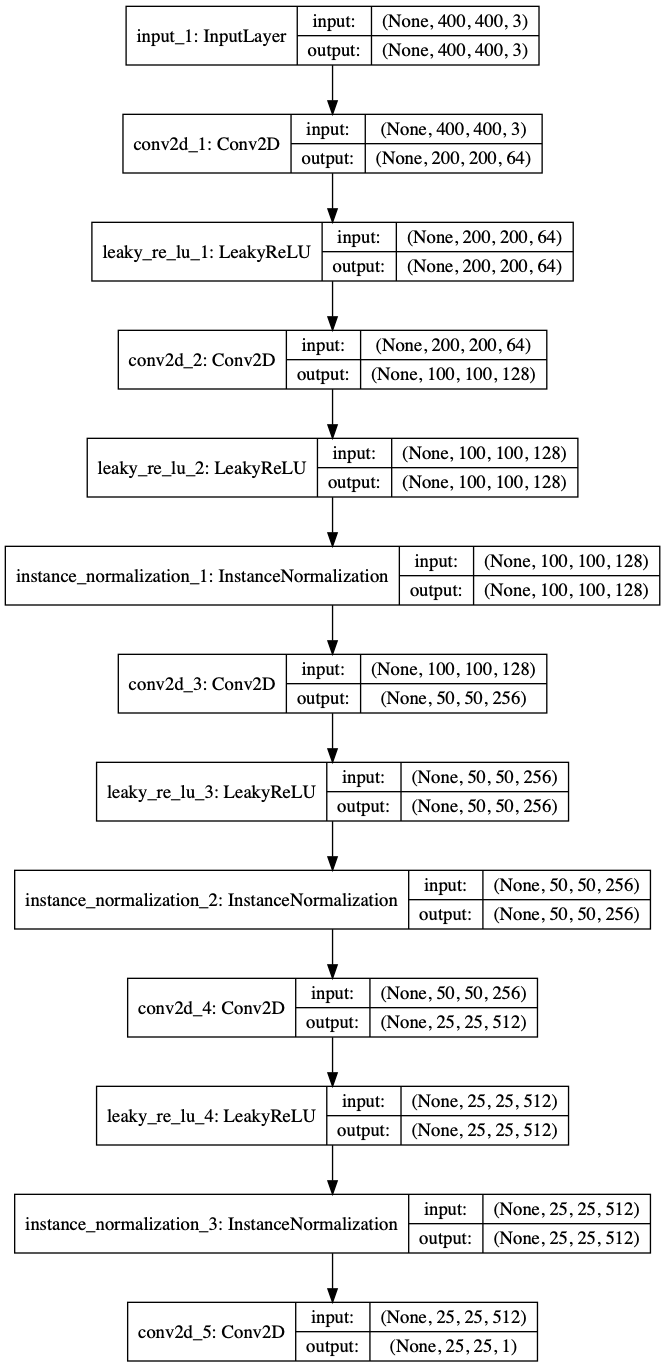 input_1: InputLayer
input: (None, 400, 400, 3)
output: (None, 400, 400, 3)
conv2d_1: Conv2D
input: (None, 400, 400, 3)
output: (None, 200, 200, 64)
leaky_re_lu_1: LeakyReLU
input: (None, 200, 200, 64)
output: (None, 200, 200, 64)
conv2d_2: Conv2D
input: (None, 200, 200, 64)
output: (None, 100, 100, 128)
leaky_re_lu_2: LeakyReLU
input: (None, 100, 100, 128)
output: (None, 100, 100, 128)
instance_normalization_1: InstanceNormalization
input: (None, 100, 100, 128)
output: (None, 100, 100, 128)
conv2d_3: Conv2D
input: (None, 100, 100, 128)
output: (None, 50, 50, 256)
leaky_re_lu_3: LeakyReLU
input: (None, 50, 50, 256)
output: (None, 50, 50, 256)
instance_normalization_2: InstanceNormalization
input: (None, 50, 50, 256)
output: (None, 50, 50, 256)
conv2d_4: Conv2D
input: (None, 50, 50, 256)
output: (None, 25, 25, 512)
leaky_re_lu_4: LeakyReLU
input: (None, 25, 25, 512)
output: (None, 25, 25, 512)
instance_normalization_3: InstanceNormalization
input: (None, 25, 25, 512)
output: (None, 25, 25, 512)
conv2d_5: Conv2D
input: (None, 25, 25, 512)
output: (None, 25, 25, 1)